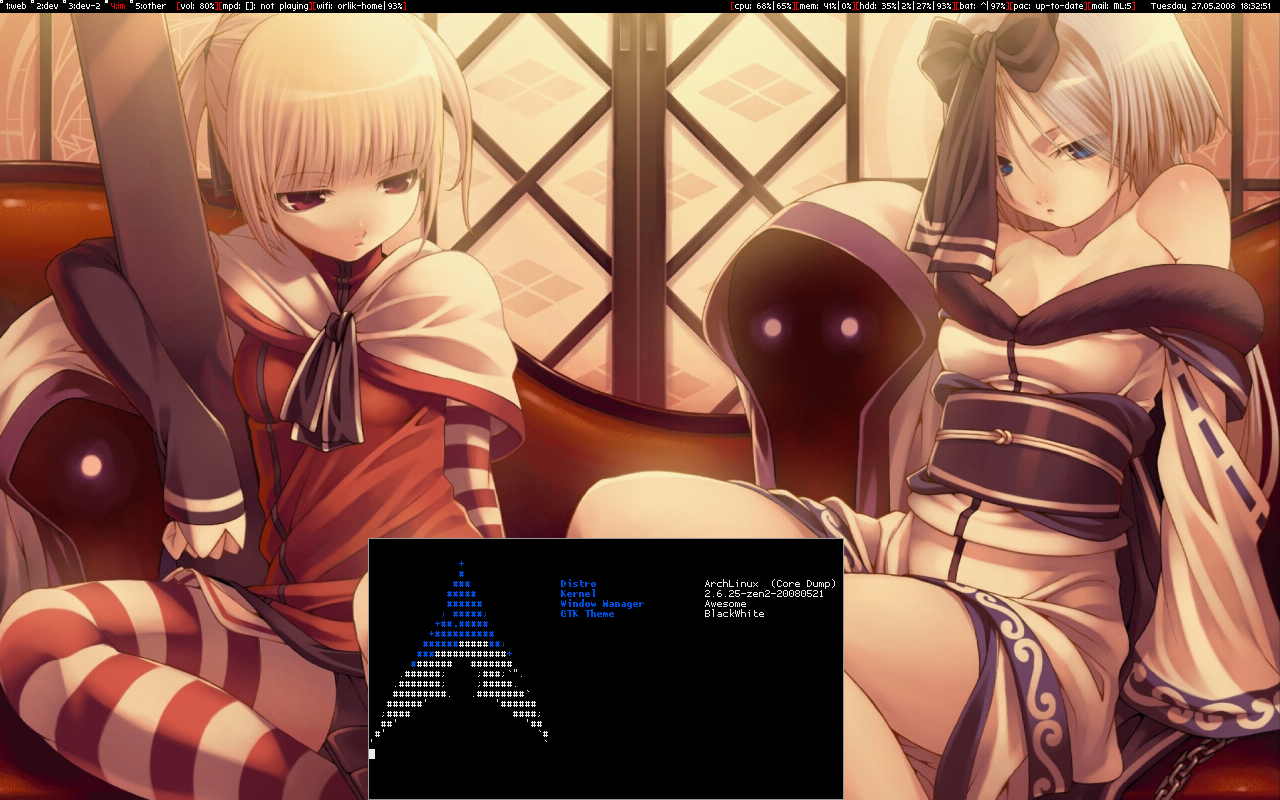 1:web 2:dev 3:dev-2 4:dm 5:other [vol: 80%][mpd: []: not playing][wifi: orlik-home|93%] [cpu: 68%|65%][mem: 41%|0%][hdd: 35%|2%|27%|93%][bat: ^|97%][pac: up-to-date][mail: ML:5] Tuesday 27.05.2008 18:32:51
Distro ArchLinux (Core Dump)
Kernel 2.6.25-zen2-20080521
Window Wanager Awesome
GTK Theme BlackWhite